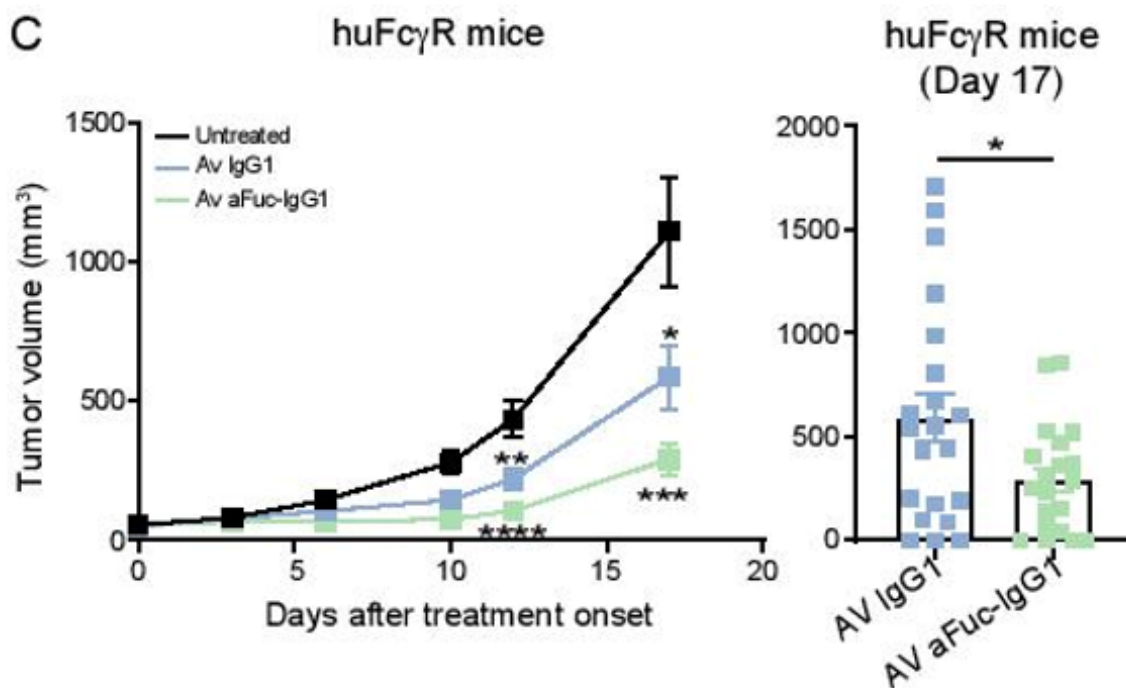 C
huFcγR mice
Tumor volume (mm³)
1500
1000
500
0
Untreated
Av IgG1
Av aFuc-IgG1
*
**
***
****
0
5
10
15
20
Days after treatment onset
huFcγR mice
(Day 17)
*
2000
1500
1000
500
0
AV IgG1
AV aFuc-IgG1